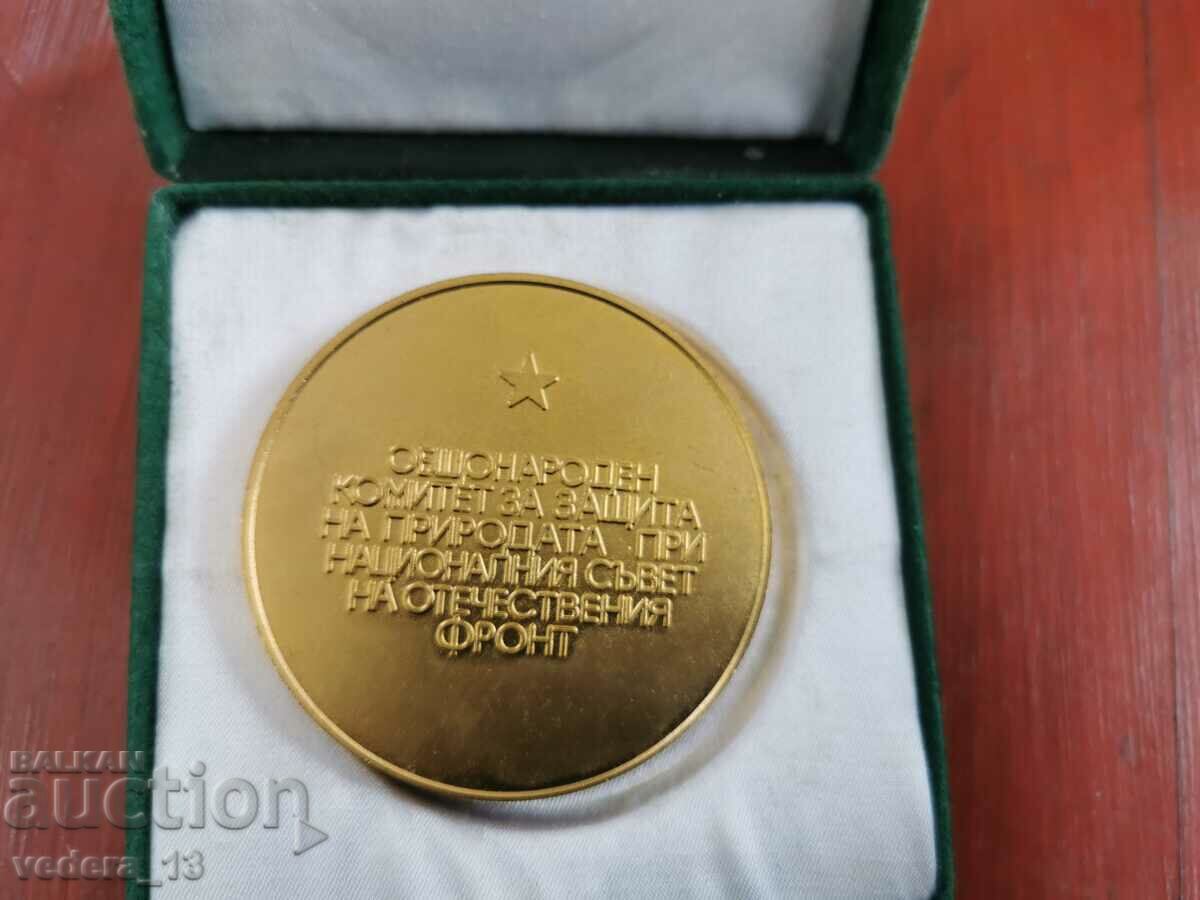 ОБЩОНАРОДЕН
КОМИТЕТ ЗА ЗАЩИТА
НА ПРИРОДАТА ПРИ
НАЦИОНАЛНИЯ СЪВЕТ
НА ОТЕЧЕСТВЕНИЯ
ФРОНТ
BALKAN
auction
vedera_13